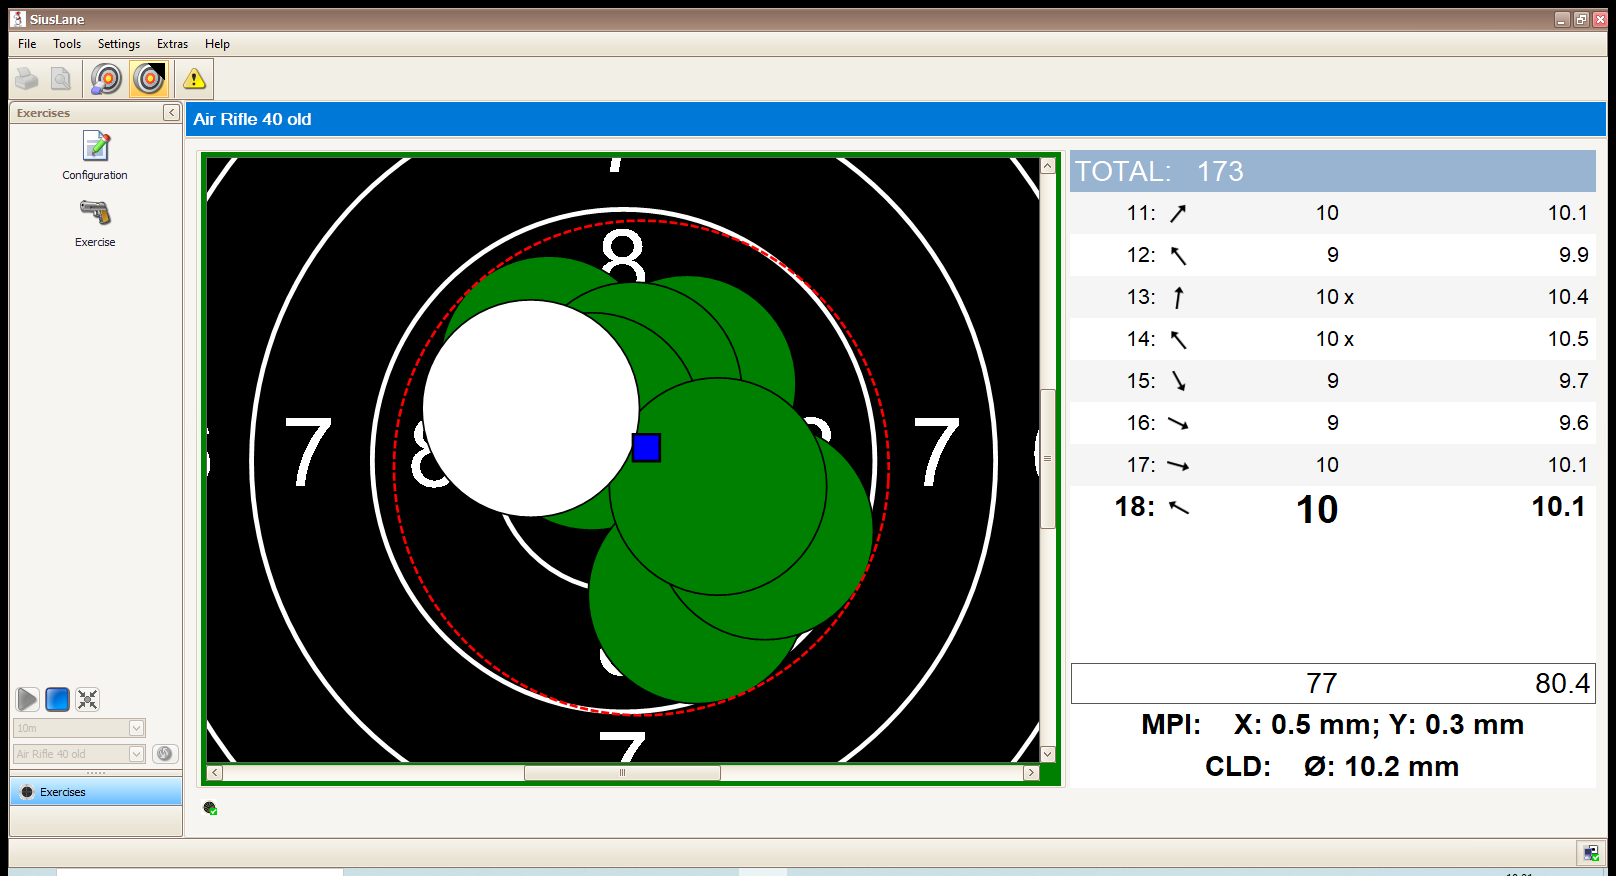 SiusLane
File Tools Settings Extras Help
Exercises
Configuration
Exercise
10m
Air Rifle 40 old
Exercises
Air Rifle 40 old
7
8
7 8 7
7
TOTAL: 173
11: 10 10.1
12: 9 9.9
13: 10 x 10.4
14: 10 x 10.5
15: 9 9.7
16: 9 9.6
17: 10 10.1
18: 10 10.1
77 80.4
MPI: X: 0.5 mm; Y: 0.3 mm
CLD: Ø: 10.2 mm